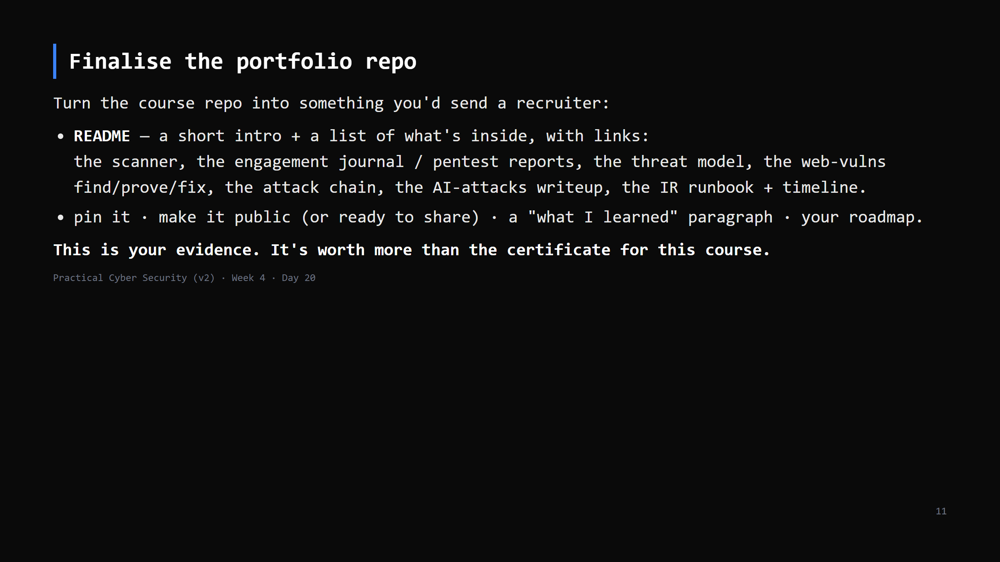 Finalise the portfolio repo
Turn the course repo into something you'd send a recruiter:
• README — a short intro + a list of what's inside, with links:
the scanner, the engagement journal / pentest reports, the threat model, the web-vulns
find/prove/fix, the attack chain, the AI-attacks writeup, the IR runbook + timeline.
• pin it · make it public (or ready to share) · a "what I learned" paragraph · your roadmap.
This is your evidence. It's worth more than the certificate for this course.
Practical Cyber Security (v2) · Week 4 · Day 20
11